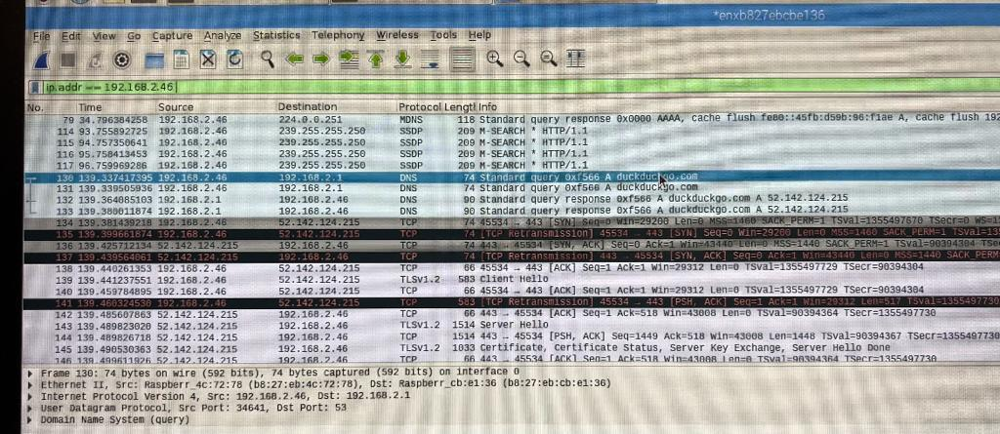 *enxb827ebcbe136
File Edit View Go Capture Analyze Statistics Telephony Wireless Tools Help
ip.addr == 192.168.2.46
No. Time Source Destination Protocol Length Info
79 34.796384258 192.168.2.46 224.0.0.251 MDNS 118 Standard query response 0x0000 AAAA, cache flush fe80::45fb:d59b:96:f1ae A, cache flush 192
114 93.755892725 192.168.2.46 239.255.255.250 SSDP 209 M-SEARCH * HTTP/1.1
115 94.757350641 192.168.2.46 239.255.255.250 SSDP 209 M-SEARCH * HTTP/1.1
116 95.758413453 192.168.2.46 239.255.255.250 SSDP 209 M-SEARCH * HTTP/1.1
117 96.759969286 192.168.2.46 239.255.255.250 SSDP 209 M-SEARCH * HTTP/1.1
130 139.337417395 192.168.2.46 192.168.2.1 DNS 74 Standard query 0xf566 A duckduckgo.com
131 139.339505936 192.168.2.46 192.168.2.1 DNS 74 Standard query 0xf566 A duckduckgo.com
132 139.364085103 192.168.2.1 192.168.2.46 DNS 90 Standard query response 0xf566 A duckduckgo.com A 52.142.124.215
133 139.380011874 192.168.2.1 192.168.2.46 DNS 90 Standard query response 0xf566 A duckduckgo.com A 52.142.124.215
134 139.381439218 192.168.2.46 52.142.124.215 TCP 74 45534 → 443 [SYN] Seq=0 Win=29200 Len=0 MSS=1460 SACK_PERM=1 TSval=1355497670 TSecr=0
135 139.399661874 192.168.2.46 52.142.124.215 TCP 74 [TCP Retransmission] 45534 → 443 [SYN] Seq=0 Win=29200 Len=0 MSS=1460 SACK_PERM=1
136 139.425712134 52.142.124.215 192.168.2.46 TCP 74 443 → 45534 [SYN, ACK] Seq=0 Ack=1 Win=43440 Len=0 MSS=1440 SACK_PERM=1 TSval=90394304
137 139.439564061 52.142.124.215 192.168.2.46 TCP 74 [TCP Retransmission] 443 → 45534 [SYN, ACK] Seq=0 Ack=1 Win=43440 Len=0 MSS=1440 SACK_PERM
138 139.440261353 192.168.2.46 52.142.124.215 TCP 66 45534 → 443 [ACK] Seq=1 Ack=1 Win=29312 Len=0 TSval=1355497729 TSecr=90394304
139 139.441237551 192.168.2.46 52.142.124.215 TLSv1.2 583 Client Hello
140 139.459784895 192.168.2.46 52.142.124.215 TCP 66 45534 → 443 [ACK] Seq=1 Ack=1 Win=29312 Len=0 TSval=1355497729 TSecr=90394304
141 139.460324530 192.168.2.46 52.142.124.215 TCP 583 [TCP Retransmission] 45534 → 443 [PSH, ACK] Seq=1 Ack=1 Win=29312 Len=517 TSval=1355497730
142 139.485607863 52.142.124.215 192.168.2.46 TCP 66 443 → 45534 [ACK] Seq=1 Ack=518 Win=43008 Len=0 TSval=90394364 TSecr=1355497730
143 139.489823020 52.142.124.215 192.168.2.46 TLSv1.2 1514 Server Hello
144 139.489826718 52.142.124.215 192.168.2.46 TCP 1514 443 → 45534 [PSH, ACK] Seq=1449 Ack=518 Win=43008 Len=1448 TSval=90394367 TSecr=1355497730
145 139.490530363 52.142.124.215 192.168.2.46 TLSv1.2 1033 Certificate, Certificate Status, Server Key Exchange, Server Hello Done
146 139.499611926 52.142.124.215 192.168.2.46 TCP 66 443 → 45534 [ACK] Seq=1 Ack=518 Win=43008 Len=0 TSval=90394364 TSecr=1355497730
Frame 130: 74 bytes on wire (592 bits), 74 bytes captured (592 bits) on interface 0
Ethernet II, Src: Raspberr_4c:72:78 (b8:27:eb:4c:72:78), Dst: Raspberr_cb:e1:36 (b8:27:eb:cb:e1:36)
Internet Protocol Version 4, Src: 192.168.2.46, Dst: 192.168.2.1
User Datagram Protocol, Src Port: 34641, Dst Port: 53
Domain Name System (query)